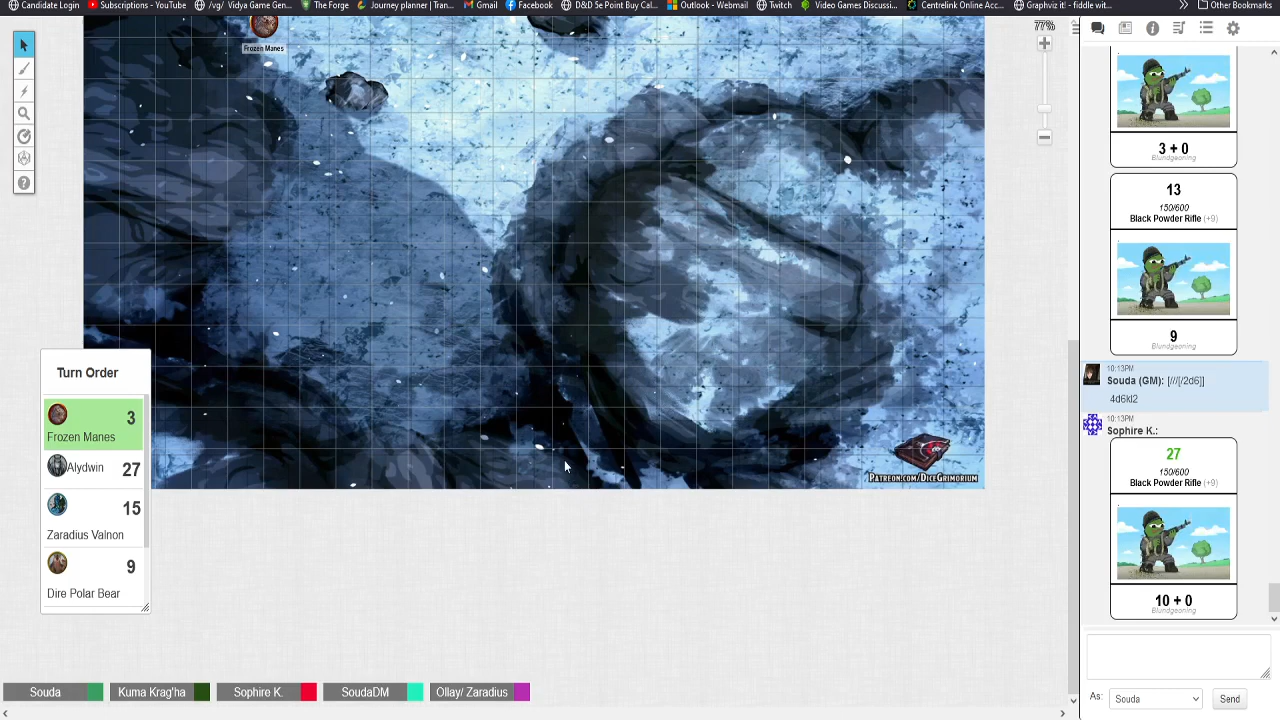 Candidate Login
Subscriptions - YouTube
/vg/ Vidya Game Gen...
The Forge
Journey planner | Tran...
Gmail
Facebook
D&D 5e Point Buy Cal...
Outlook - Webmail
Twitch
Video Games Discussi...
Centrelink Online Acc...
Graphviz it! - fiddle wit...
Other Bookmarks
77%
Frozen Manes
3 + 0
Blundgeoning
13
150/600
Black Powder Rifle (+9)
9
Blundgeoning
10:13PM
Souda (GM): [///[/2d6]]
4d6kl2
10:13PM
Sophire K.:
27
150/600
Black Powder Rifle (+9)
10 + 0
Blundgeoning
Turn Order
3
Frozen Manes
Alydwin 27
15
Zaradius Valnon
9
Dire Polar Bear
Patreon.com/DiceGrimorium
Souda
Kuma Krag'ha
Sophire K.
SoudaDM
Ollay/ Zaradius
As:
Souda
Send